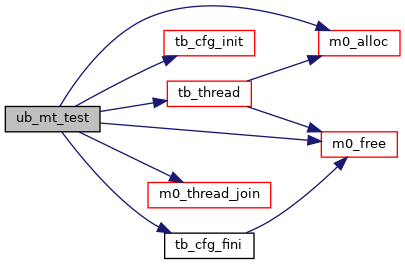 ub_mt_test
tb_cfg_init
m0_alloc
tb_thread
m0_free
m0_thread_join
tb_cfg_fini